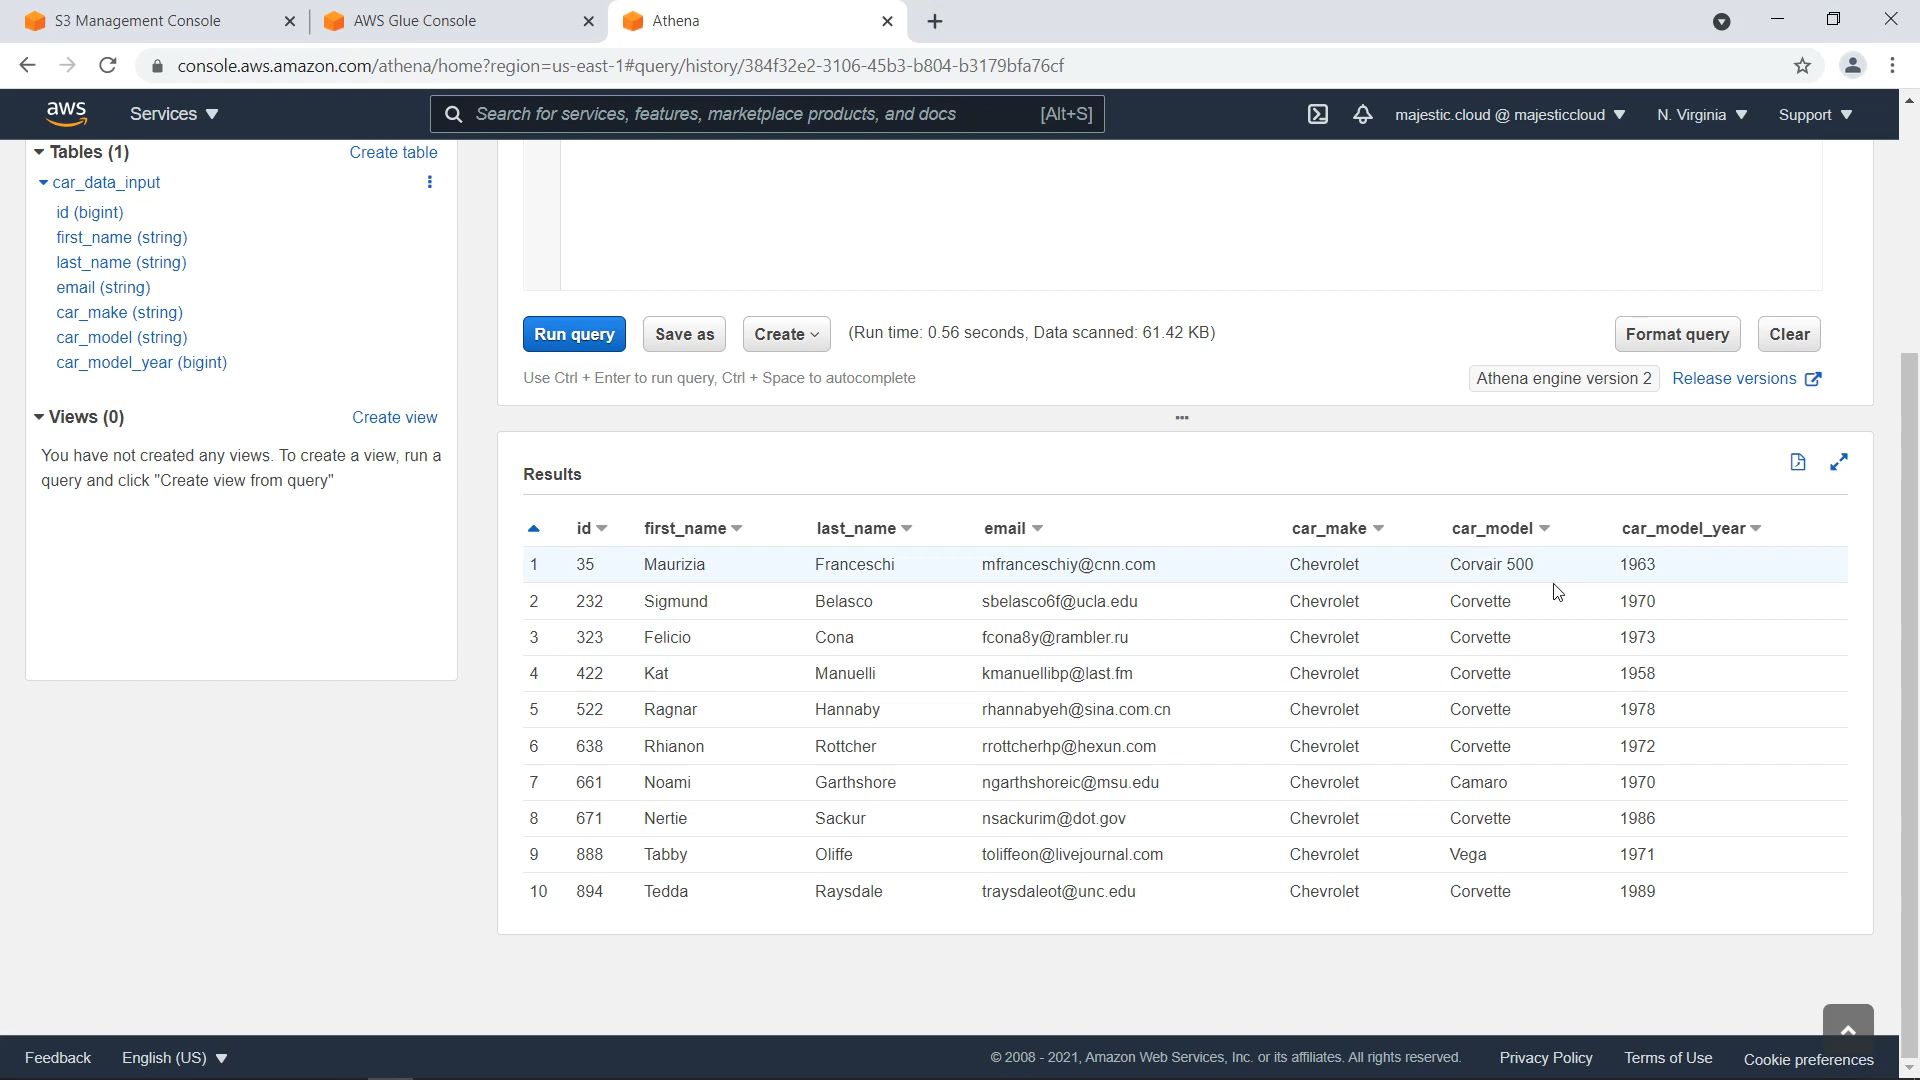 S3 Management Console
AWS Glue Console
Athena
console.aws.amazon.com/athena/home?region=us-east-1#query/history/384f32e2-3106-45b3-b804-b3179bfa76cf
aws
Services
Search for services, features, marketplace products, and docs [Alt+S]
majestic.cloud @ majesticcloud
N. Virginia
Support
Tables (1)
Create table
car_data_input
id (bigint)
first_name (string)
last_name (string)
email (string)
car_make (string)
car_model (string)
car_model_year (bigint)
Views (0)
Create view
You have not created any views. To create a view, run a
query and click "Create view from query"
Run query
Save as
Create
(Run time: 0.56 seconds, Data scanned: 61.42 KB)
Format query
Clear
Use Ctrl + Enter to run query, Ctrl + Space to autocomplete
Athena engine version 2
Release versions
Results
id first_name last_name email car_make car_model car_model_year
1 35 Maurizia Franceschi mfranceschiy@cnn.com Chevrolet Corvair 500 1963
2 232 Sigmund Belasco sbelasco6f@ucla.edu Chevrolet Corvette 1970
3 323 Felicio Cona fcona8y@rambler.ru Chevrolet Corvette 1973
4 422 Kat Manuelli kmanuellibp@last.fm Chevrolet Corvette 1958
5 522 Ragnar Hannaby rhannabyeh@sina.com.cn Chevrolet Corvette 1978
6 638 Rhianon Rottcher rrottcherhp@hexun.com Chevrolet Corvette 1972
7 661 Noami Garthshore ngarthshoreic@msu.edu Chevrolet Camaro 1970
8 671 Nertie Sackur nsackurim@dot.gov Chevrolet Corvette 1986
9 888 Tabby Oliffe toliffeon@livejournal.com Chevrolet Vega 1971
10 894 Tedda Raysdale traysdaleot@unc.edu Chevrolet Corvette 1989
Feedback
English (US)
© 2008 - 2021, Amazon Web Services, Inc. or its affiliates. All rights reserved.
Privacy Policy
Terms of Use
Cookie preferences